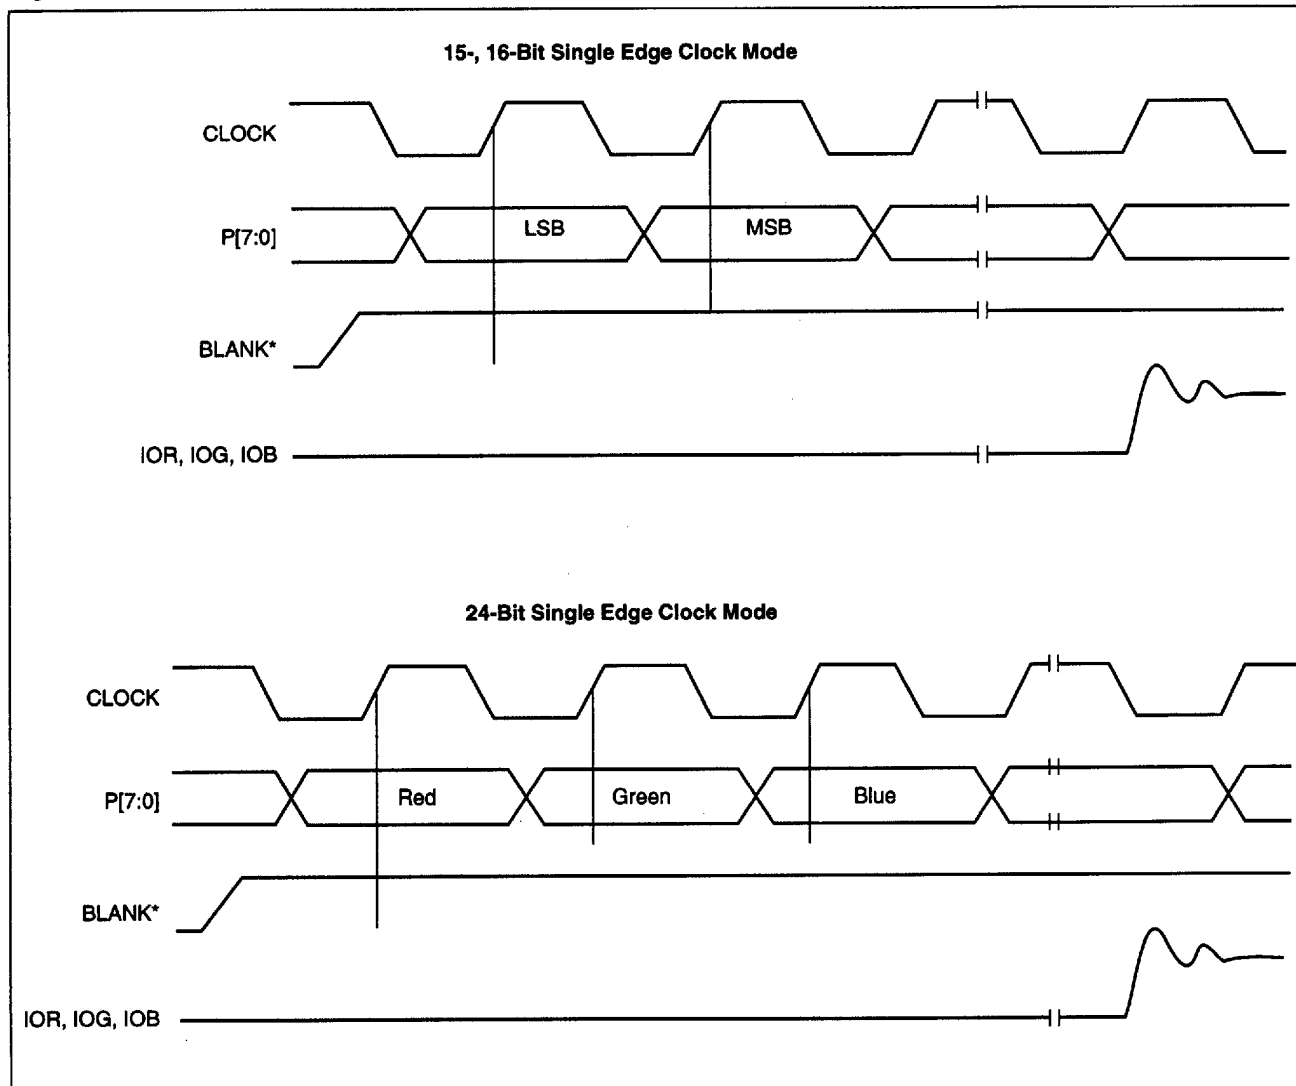 15-, 16-Bit Single Edge Clock Mode
CLOCK
P[7:0]
LSB
MSB
BLANK*
IOR, IOG, IOB
24-Bit Single Edge Clock Mode
CLOCK
P[7:0]
Red
Green
Blue
BLANK*
IOR, IOG, IOB